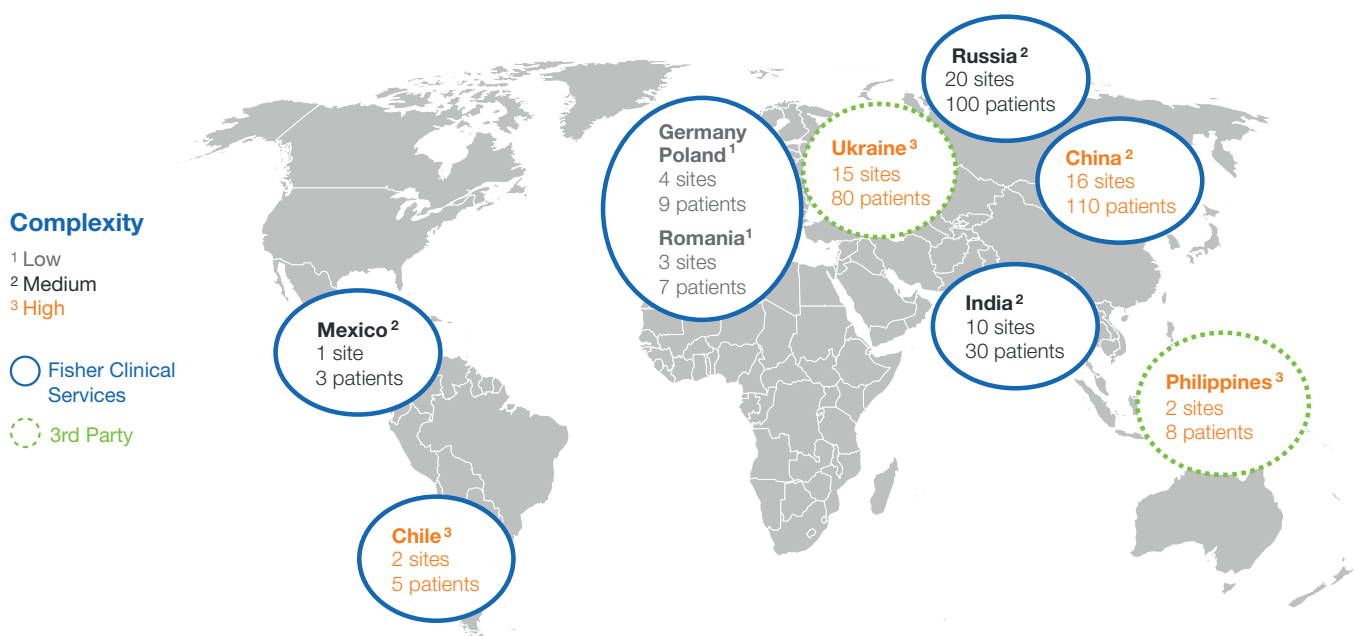 Complexity
¹ Low
² Medium
³ High
Fisher Clinical
Services
3rd Party
Mexico ²
1 site
3 patients
Chile ³
2 sites
5 patients
Germany
Poland ¹
4 sites
9 patients
Romania ¹
3 sites
7 patients
Ukraine ³
15 sites
80 patients
Russia ²
20 sites
100 patients
China ²
16 sites
110 patients
India ²
10 sites
30 patients
Philippines ³
2 sites
8 patients